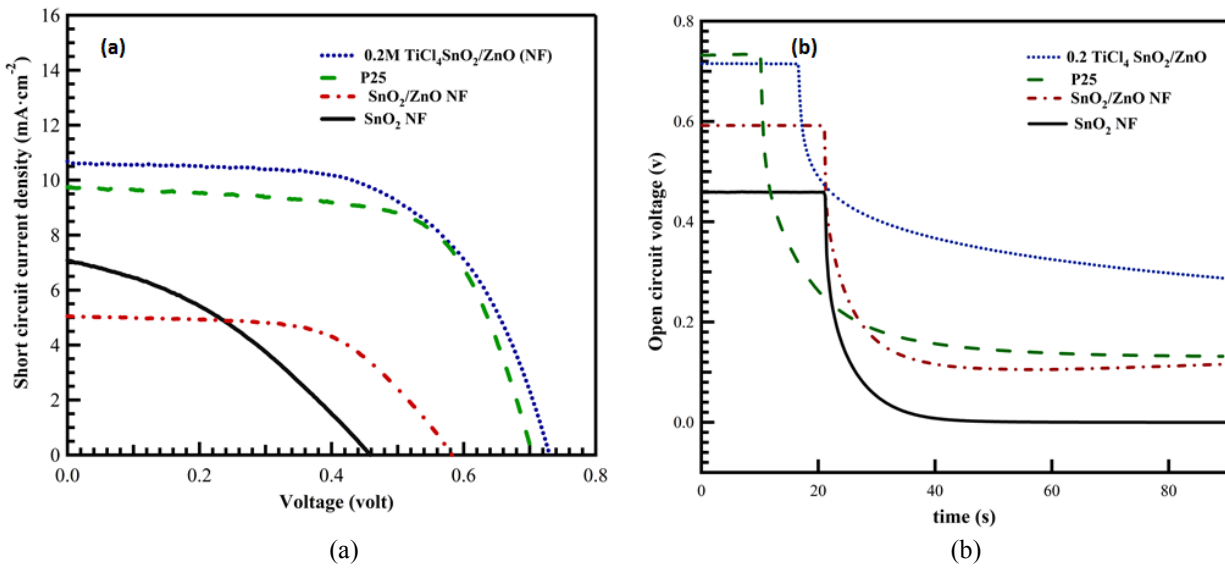 (a)
0.2M TiCl₄SnO₂/ZnO (NF)
P25
SnO₂/ZnO NF
SnO₂ NF
Short circuit current density (mA·cm⁻²)
16
14
12
10
8
6
4
2
0
0.0 0.2 0.4 0.6 0.8
Voltage (volt)
(a)
(b)
0.2 TiCl₄ SnO₂/ZnO
P25
SnO₂/ZnO NF
SnO₂ NF
Open circuit voltage (v)
0.8
0.6
0.4
0.2
0.0
0 20 40 60 80
time (s)
(b)